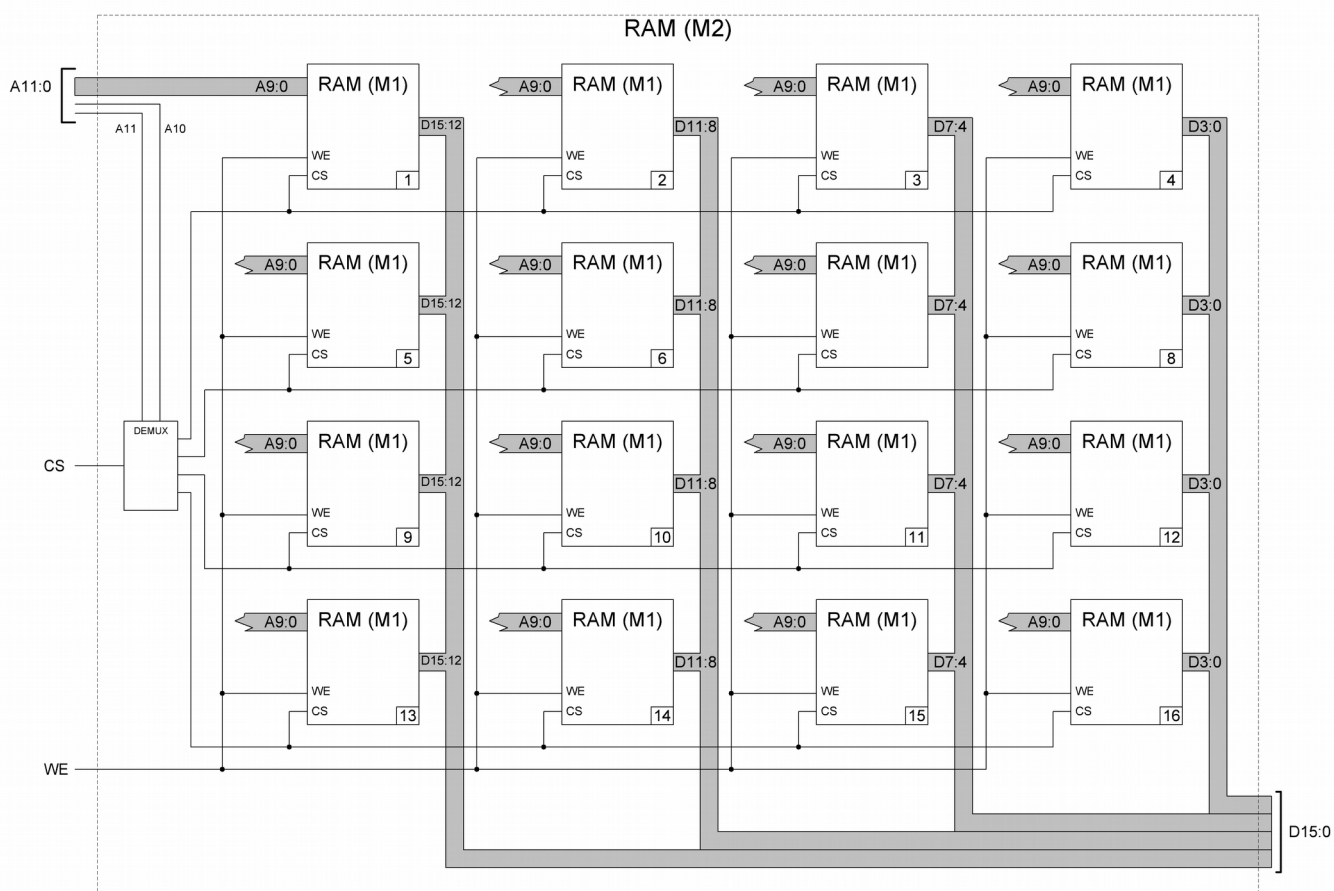 RAM (M2)
A11:0
A9:0 RAM (M1) A9:0 RAM (M1) A9:0 RAM (M1) A9:0 RAM (M1)
A11 A10 D15:12 D11:8 D7:4 D3:0
WE WE WE WE
CS 1 CS 2 CS 3 CS 4
A9:0 RAM (M1) A9:0 RAM (M1) A9:0 RAM (M1) A9:0 RAM (M1)
D15:12 D11:8 D7:4 D3:0
WE WE WE WE
CS 5 CS 6 CS CS 8
DEMUX
A9:0 RAM (M1) A9:0 RAM (M1) A9:0 RAM (M1) A9:0 RAM (M1)
CS
D15:12 D11:8 D7:4 D3:0
WE WE WE WE
CS 9 CS 10 CS 11 CS 12
A9:0 RAM (M1) A9:0 RAM (M1) A9:0 RAM (M1) A9:0 RAM (M1)
D15:12 D11:8 D7:4 D3:0
WE WE WE WE
CS 13 CS 14 CS 15 CS 16
WE
D15:0